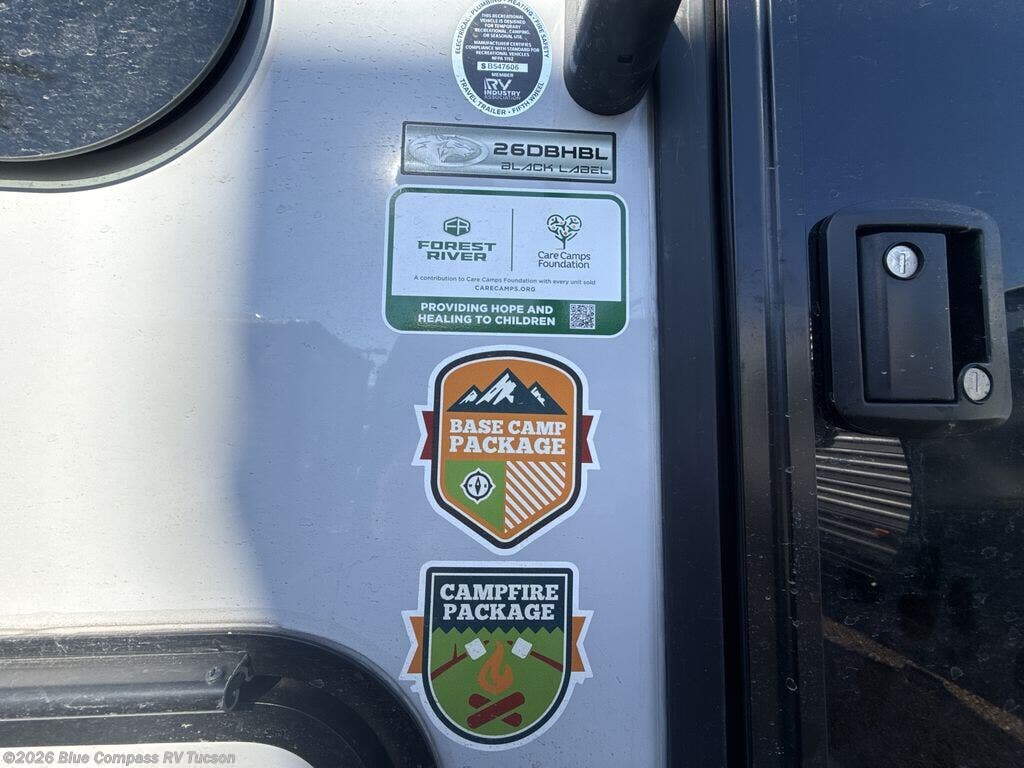 ELECTRICAL • PLUMBING • HEATING • FIRE SAFETY
THIS RECREATIONAL
VEHICLE IS DESIGNED
FOR TEMPORARY
RECREATIONAL, CAMPING,
OR SEASONAL USE.
MANUFACTURER CERTIFIES
COMPLIANCE WITH STANDARD FOR
RECREATIONAL VEHICLES
NFPA 1192
$B547606
MEMBER
RV
INDUSTRY
ASSOCIATION
TRAVEL TRAILER • FIFTH WHEEL
26DBHBL
BLACK LABEL
FR
FOREST
RIVER
Care Camps
Foundation
A contribution to Care Camps Foundation with every unit sold
CARECAMPS.ORG
PROVIDING HOPE AND
HEALING TO CHILDREN
BASE CAMP
PACKAGE
CAMPFIRE
PACKAGE
©2026 Blue Compass RV Tucson